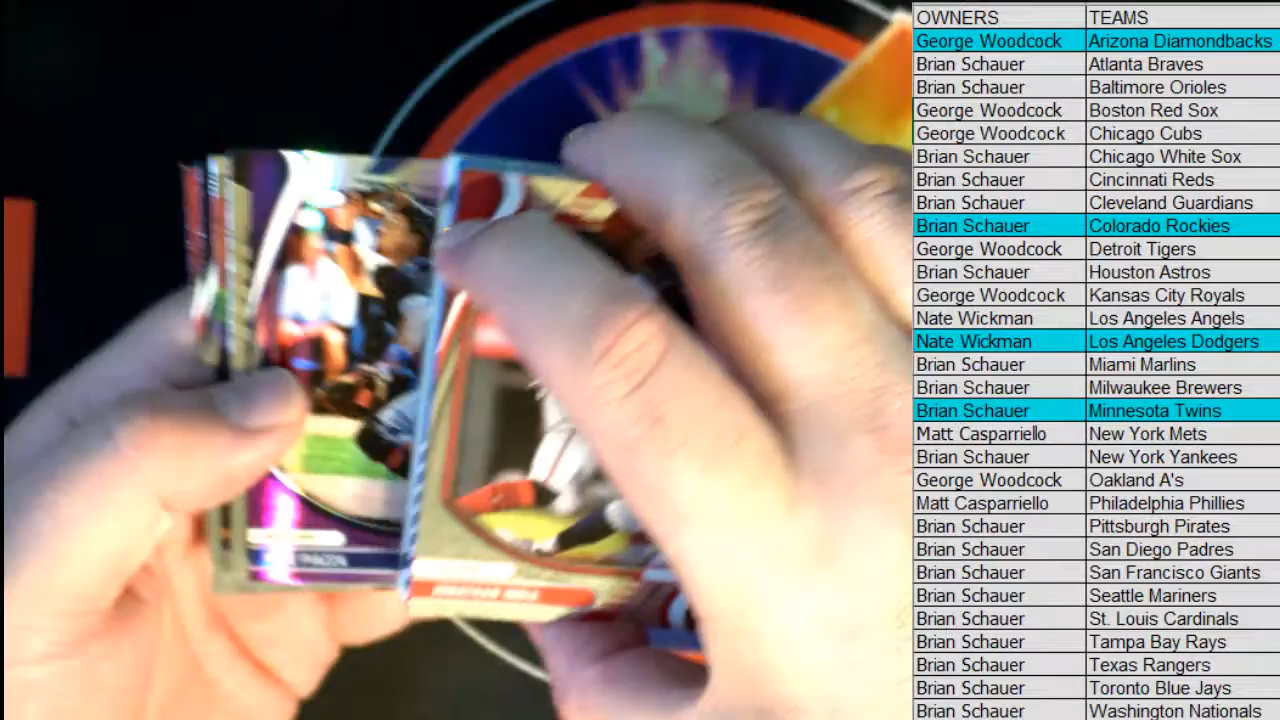 OWNERS TEAMS
George Woodcock Arizona Diamondbacks
Brian Schauer Atlanta Braves
Brian Schauer Baltimore Orioles
George Woodcock Boston Red Sox
George Woodcock Chicago Cubs
Brian Schauer Chicago White Sox
Brian Schauer Cincinnati Reds
Brian Schauer Cleveland Guardians
Brian Schauer Colorado Rockies
George Woodcock Detroit Tigers
Brian Schauer Houston Astros
George Woodcock Kansas City Royals
Nate Wickman Los Angeles Angels
Nate Wickman Los Angeles Dodgers
Brian Schauer Miami Marlins
Brian Schauer Milwaukee Brewers
Brian Schauer Minnesota Twins
Matt Casparriello New York Mets
Brian Schauer New York Yankees
George Woodcock Oakland A's
Matt Casparriello Philadelphia Phillies
Brian Schauer Pittsburgh Pirates
Brian Schauer San Diego Padres
Brian Schauer San Francisco Giants
Brian Schauer Seattle Mariners
Brian Schauer St. Louis Cardinals
Brian Schauer Tampa Bay Rays
Brian Schauer Texas Rangers
Brian Schauer Toronto Blue Jays
Brian Schauer Washington Nationals